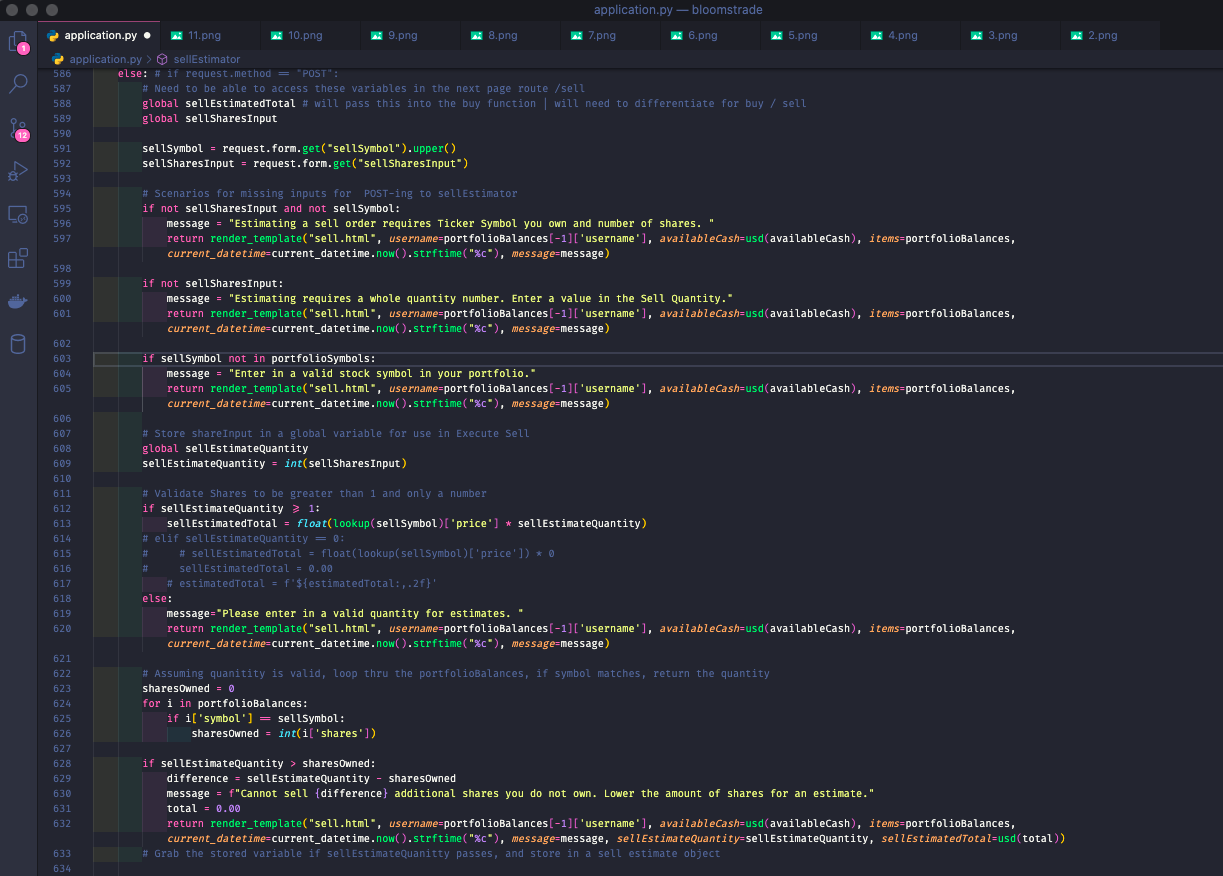 application.py — bloomstrade
application.py 11.png 10.png 9.png 8.png 7.png 6.png 5.png 4.png 3.png 2.png
1
application.py > sellEstimator
586 else: # if request.method == "POST":
587 # Need to be able to access these variables in the next page route /sell
588 global sellEstimatedTotal # will pass this into the buy function | will need to differentiate for buy / sell
589 global sellSharesInput
12
590
591 sellSymbol = request.form.get("sellSymbol").upper()
592 sellSharesInput = request.form.get("sellSharesInput")
593
594 # Scenarios for missing inputs for  POST-ing to sellEstimator
595 if not sellSharesInput and not sellSymbol:
596 message = "Estimating a sell order requires Ticker Symbol you own and number of shares. "
597 return render_template("sell.html", username=portfolioBalances[-1]['username'], availableCash=usd(availableCash), items=portfolioBalances,
current_datetime=current_datetime.now().strftime("%c"), message=message)
598
599 if not sellSharesInput:
600 message = "Estimating requires a whole quantity number. Enter a value in the Sell Quantity."
601 return render_template("sell.html", username=portfolioBalances[-1]['username'], availableCash=usd(availableCash), items=portfolioBalances,
current_datetime=current_datetime.now().strftime("%c"), message=message)
602
603 if sellSymbol not in portfolioSymbols:
604 message = "Enter in a valid stock symbol in your portfolio."
605 return render_template("sell.html", username=portfolioBalances[-1]['username'], availableCash=usd(availableCash), items=portfolioBalances,
current_datetime=current_datetime.now().strftime("%c"), message=message)
606
607 # Store shareInput in a global variable for use in Execute Sell
608 global sellEstimateQuantity
609 sellEstimateQuantity = int(sellSharesInput)
610
611 # Validate Shares to be greater than 1 and only a number
612 if sellEstimateQuantity >= 1:
613 sellEstimatedTotal = float(lookup(sellSymbol)['price'] * sellEstimateQuantity)
614 # elif sellEstimateQuantity == 0:
615 #     # sellEstimatedTotal = float(lookup(sellSymbol)['price']) * 0
616 #     sellEstimatedTotal = 0.00
617 # estimatedTotal = f'${estimatedTotal:,.2f}'
618 else:
619 message="Please enter in a valid quantity for estimates. "
620 return render_template("sell.html", username=portfolioBalances[-1]['username'], availableCash=usd(availableCash), items=portfolioBalances,
current_datetime=current_datetime.now().strftime("%c"), message=message)
621
622 # Assuming quanitity is valid, loop thru the portfolioBalances, if symbol matches, return the quantity
623 sharesOwned = 0
624 for i in portfolioBalances:
625 if i['symbol'] == sellSymbol:
626 sharesOwned = int(i['shares'])
627
628 if sellEstimateQuantity > sharesOwned:
629 difference = sellEstimateQuantity - sharesOwned
630 message = f"Cannot sell {difference} additional shares you do not own. Lower the amount of shares for an estimate."
631 total = 0.00
632 return render_template("sell.html", username=portfolioBalances[-1]['username'], availableCash=usd(availableCash), items=portfolioBalances,
current_datetime=current_datetime.now().strftime("%c"), message=message, sellEstimateQuantity=sellEstimateQuantity, sellEstimatedTotal=usd(total))
633 # Grab the stored variable if sellEstimateQuanitty passes, and store in a sell estimate object
634